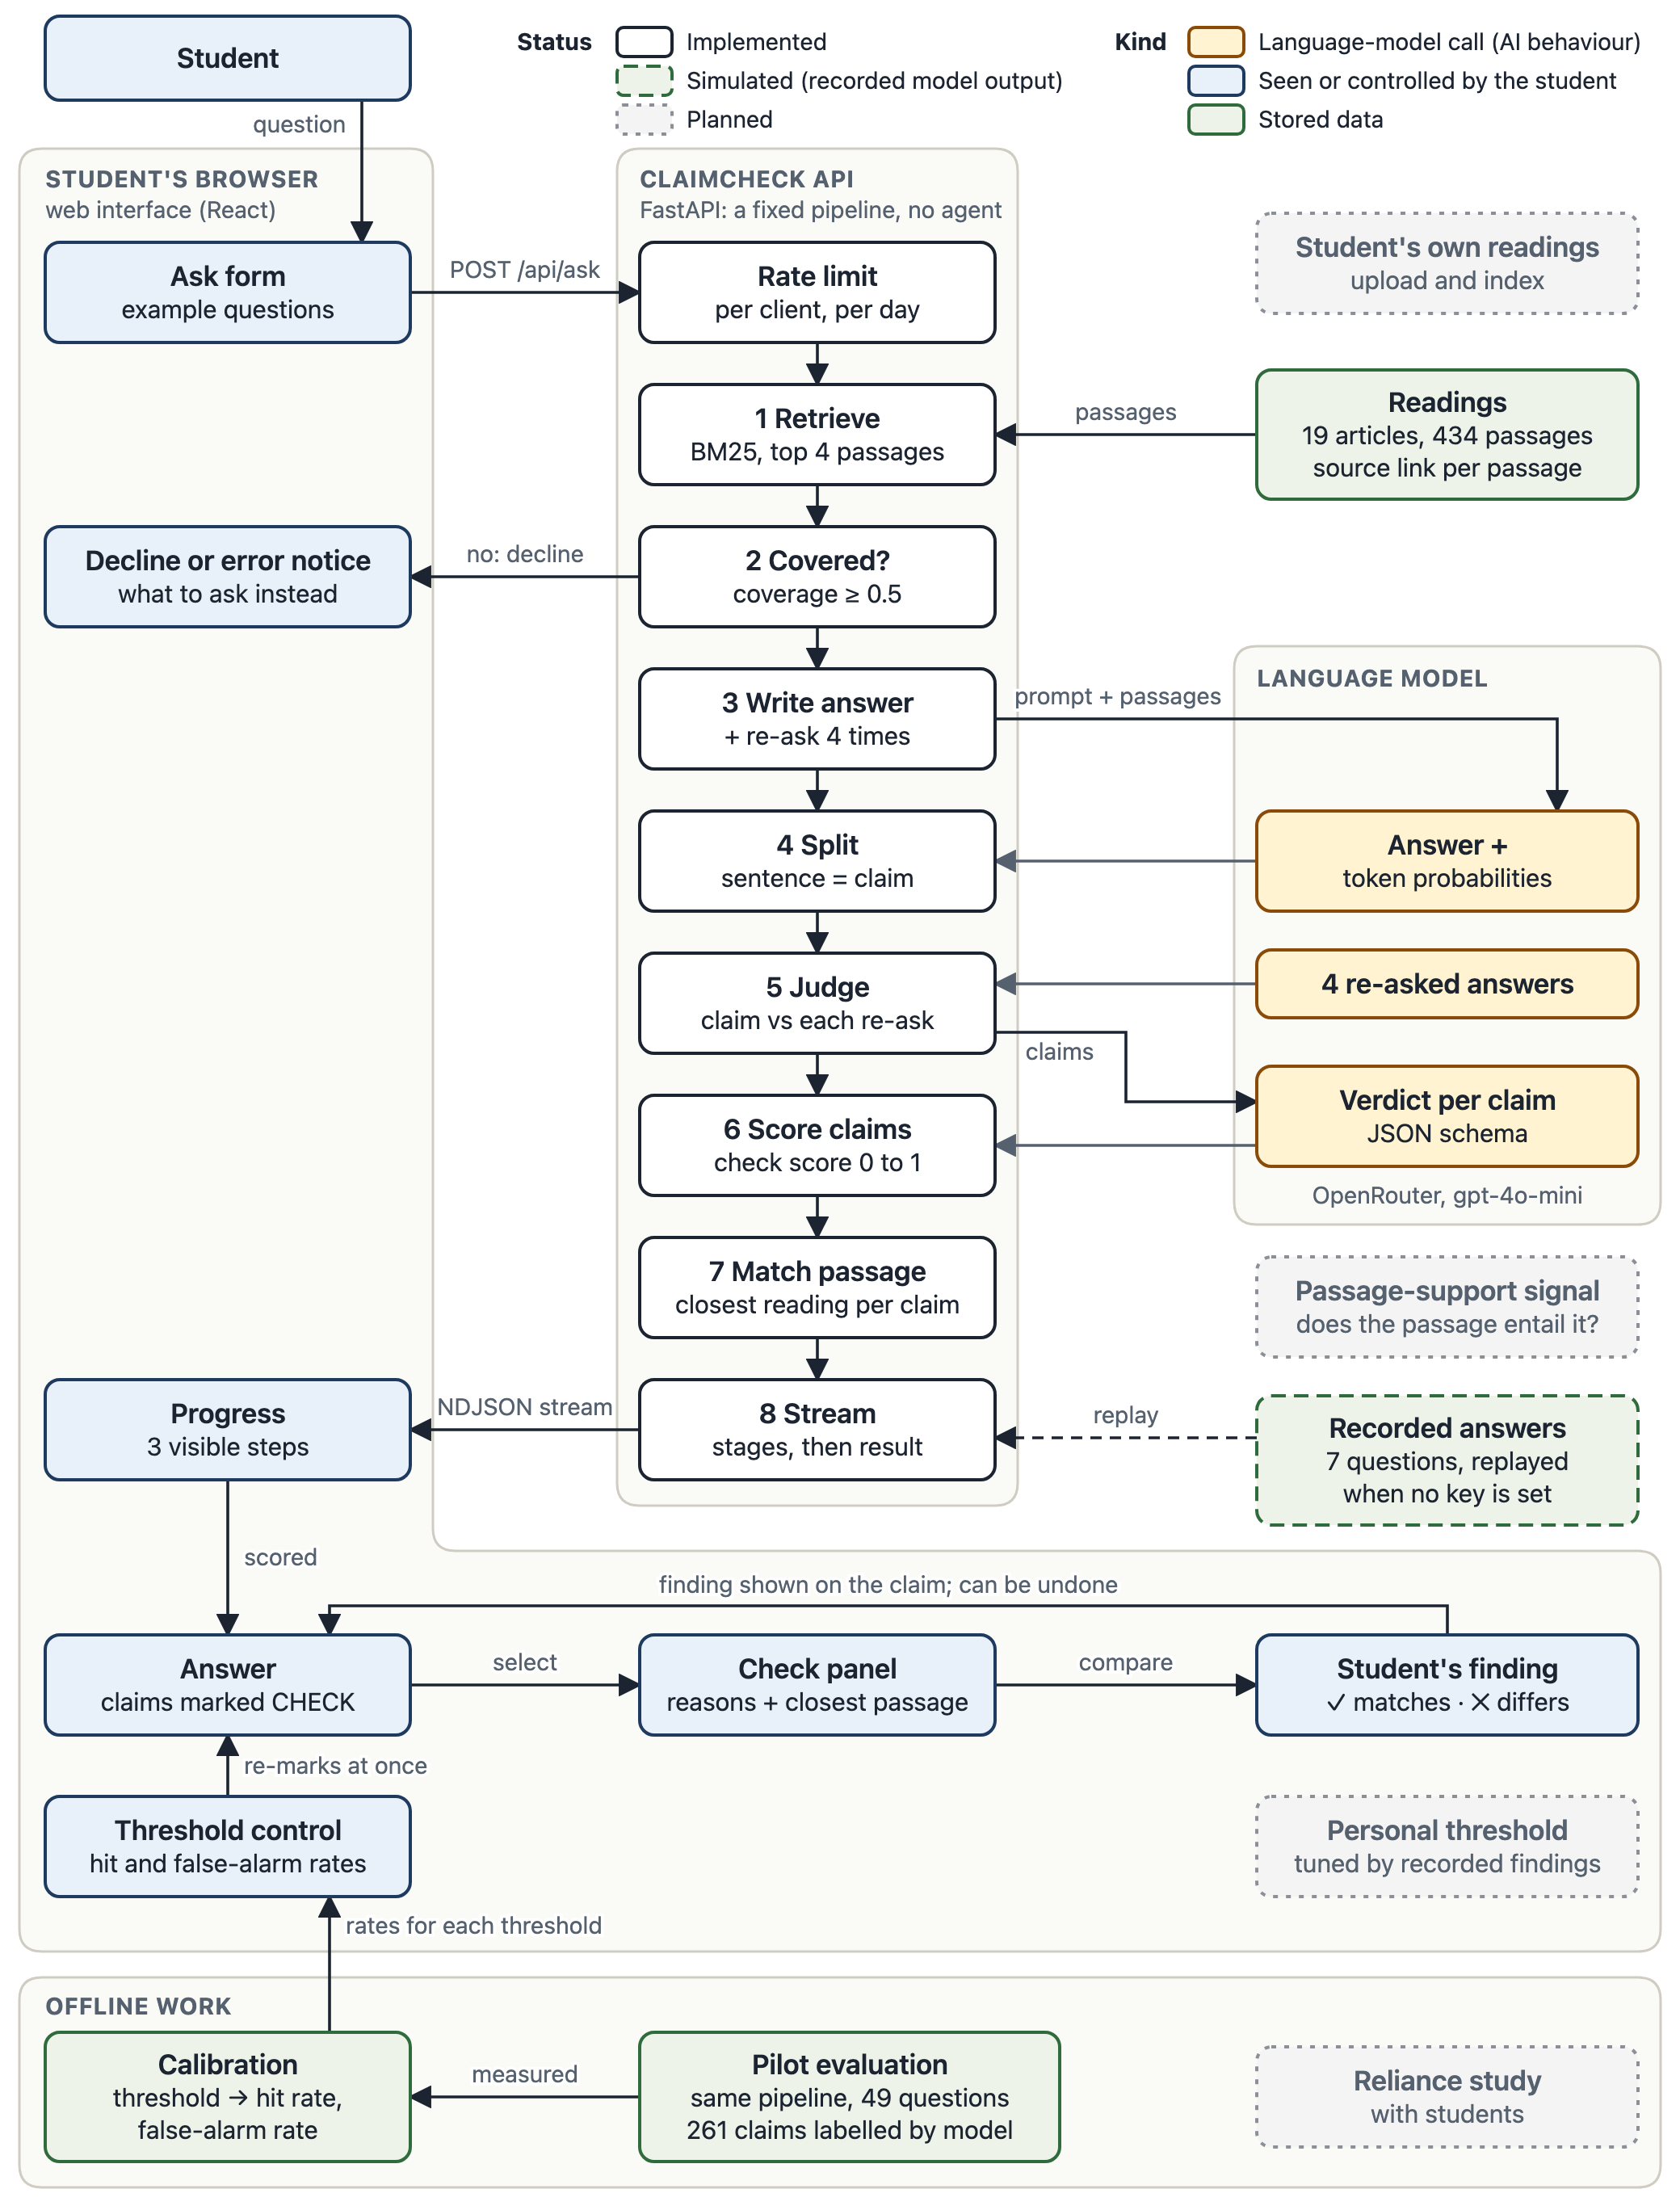 Student
Status
Implemented
Simulated (recorded model output)
Planned
Kind
Language-model call (AI behaviour)
Seen or controlled by the student
Stored data
question
STUDENT'S BROWSER
web interface (React)
CLAIMCHECK API
FastAPI: a fixed pipeline, no agent
Student's own readings
upload and index
Ask form
example questions
POST /api/ask
Rate limit
per client, per day
1 Retrieve
BM25, top 4 passages
passages
Readings
19 articles, 434 passages
source link per passage
Decline or error notice
what to ask instead
no: decline
2 Covered?
coverage ≥ 0.5
LANGUAGE MODEL
3 Write answer
+ re-ask 4 times
prompt + passages
4 Split
sentence = claim
Answer +
token probabilities
5 Judge
claim vs each re-ask
4 re-asked answers
claims
6 Score claims
check score 0 to 1
Verdict per claim
JSON schema
OpenRouter, gpt-4o-mini
7 Match passage
closest reading per claim
Passage-support signal
does the passage entail it?
Progress
3 visible steps
NDJSON stream
8 Stream
stages, then result
replay
Recorded answers
7 questions, replayed
when no key is set
scored
finding shown on the claim; can be undone
Answer
claims marked CHECK
select
Check panel
reasons + closest passage
compare
Student's finding
✓ matches · ✕ differs
re-marks at once
Threshold control
hit and false-alarm rates
Personal threshold
tuned by recorded findings
rates for each threshold
OFFLINE WORK
Calibration
threshold → hit rate,
false-alarm rate
measured
Pilot evaluation
same pipeline, 49 questions
261 claims labelled by model
Reliance study
with students